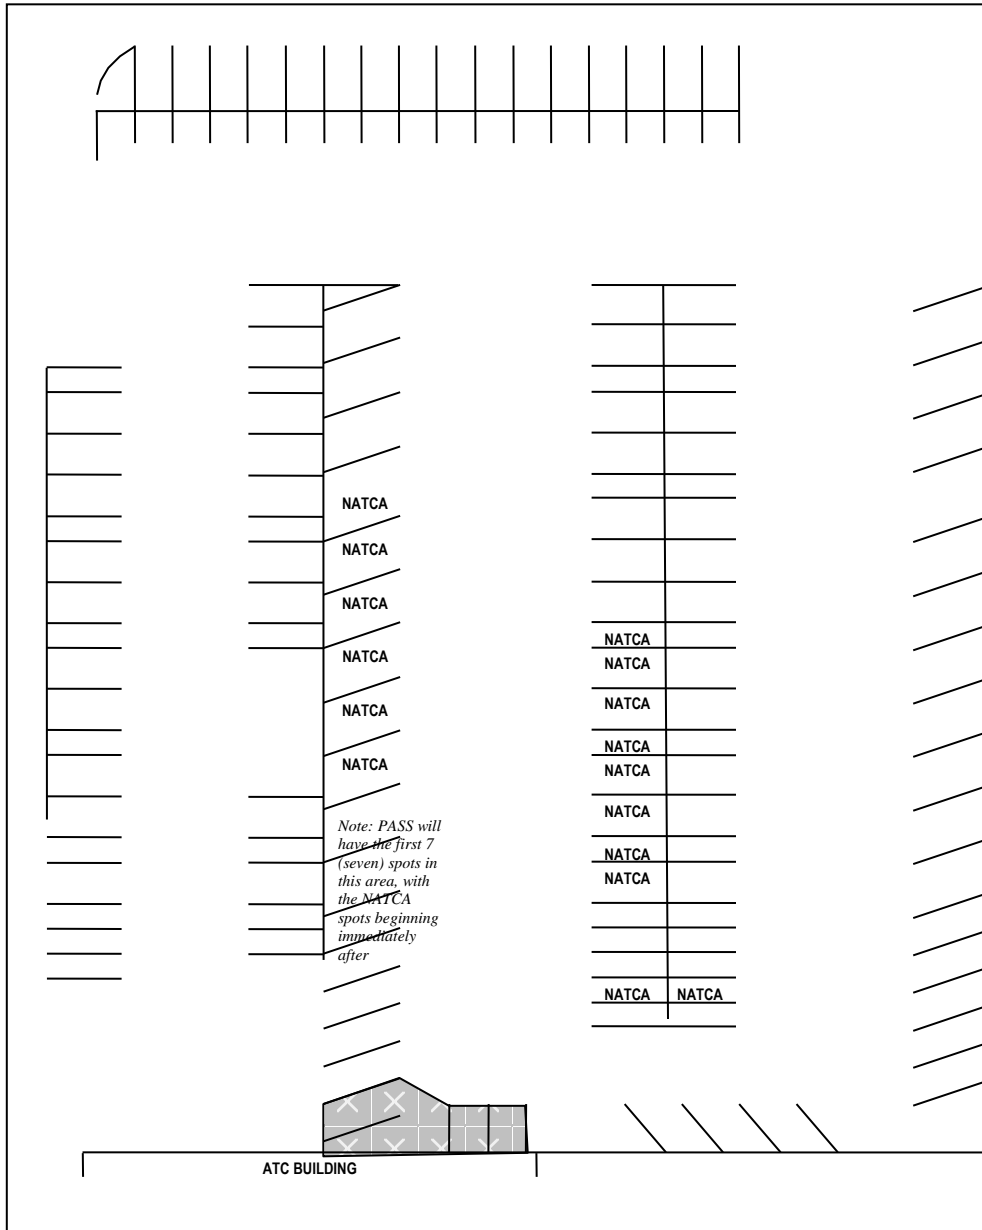 NATCA
NATCA
NATCA
NATCA
NATCA
NATCA
Note: PASS will
have the first 7
(seven) spots in
this area, with
the NATCA
spots beginning
immediately
after
NATCA
NATCA
NATCA
NATCA
NATCA
NATCA
NATCA
NATCA
NATCA NATCA
ATC BUILDING